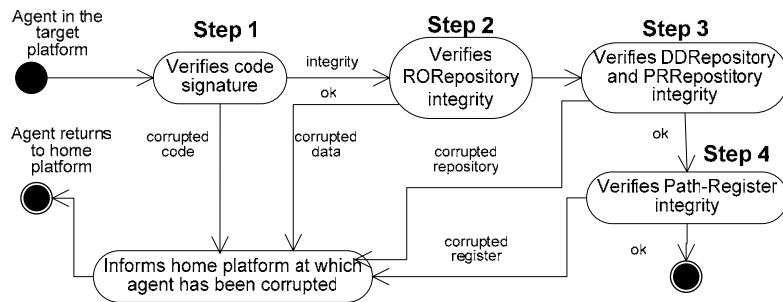 Agent in the
target
platform
Step 1
Verifies code
signature
integrity
ok
Step 2
Verifies
RORepository
integrity
Step 3
Verifies DDRepository
and PRRepostitory
integrity
Agent returns
to home
platform
corrupted
code
corrupted
data
corrupted
repository
ok
Step 4
Verifies Path-Register
integrity
corrupted
register
ok
Informs home platform at which
agent has been corrupted